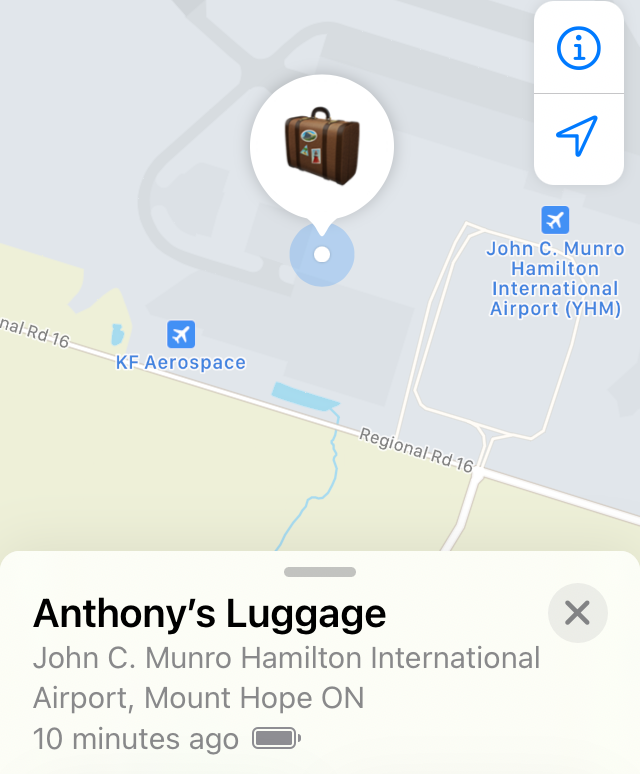 John C. Munro
Hamilton
International
Airport (YHM)
nal Rd 16
KF Aerospace
Regional Rd 16
Anthony’s Luggage
John C. Munro Hamilton International
Airport, Mount Hope ON
10 minutes ago